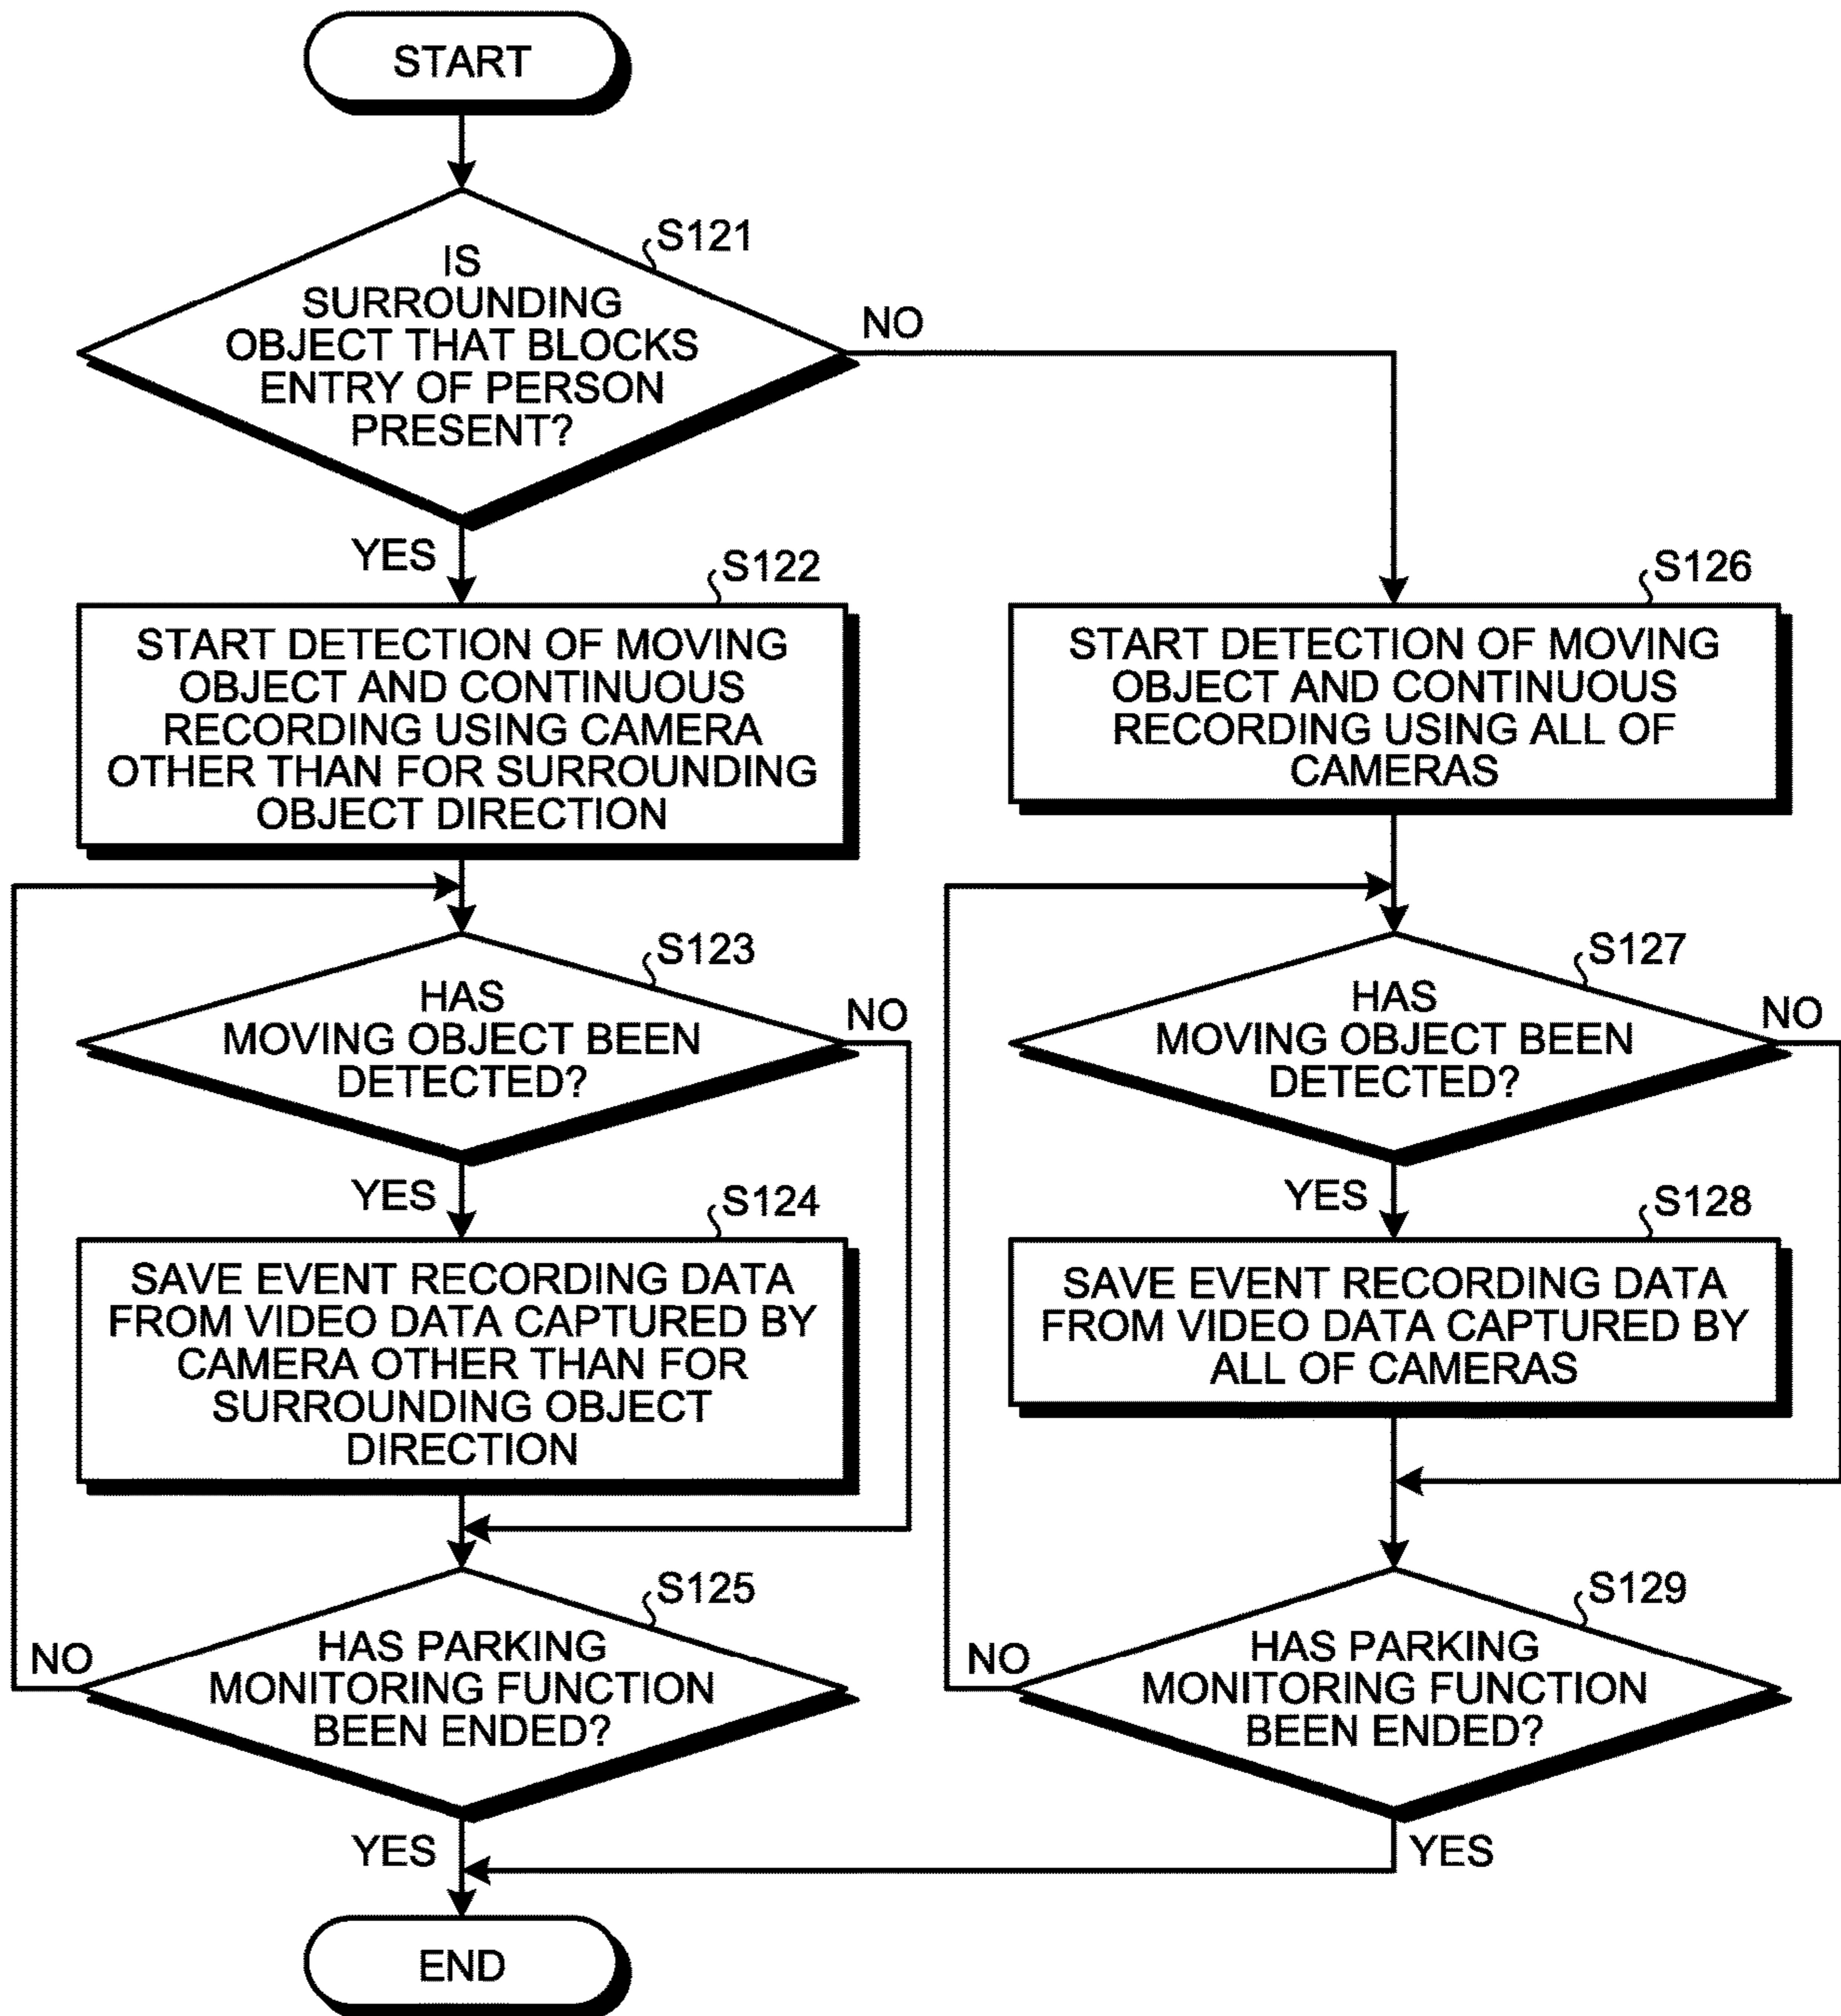 START
S121
IS
SURROUNDING
OBJECT THAT BLOCKS
ENTRY OF PERSON
PRESENT?
NO
YES
S122
START DETECTION OF MOVING
OBJECT AND CONTINUOUS
RECORDING USING CAMERA
OTHER THAN FOR SURROUNDING
OBJECT DIRECTION
S123
HAS
MOVING OBJECT BEEN
DETECTED?
NO
YES
S124
SAVE EVENT RECORDING DATA
FROM VIDEO DATA CAPTURED BY
CAMERA OTHER THAN FOR
SURROUNDING OBJECT
DIRECTION
S125
HAS PARKING
MONITORING FUNCTION
BEEN ENDED?
NO
YES
S126
START DETECTION OF MOVING
OBJECT AND CONTINUOUS
RECORDING USING ALL OF
CAMERAS
S127
HAS
MOVING OBJECT BEEN
DETECTED?
NO
YES
S128
SAVE EVENT RECORDING DATA
FROM VIDEO DATA CAPTURED BY
ALL OF CAMERAS
S129
HAS PARKING
MONITORING FUNCTION
BEEN ENDED?
NO
YES
END